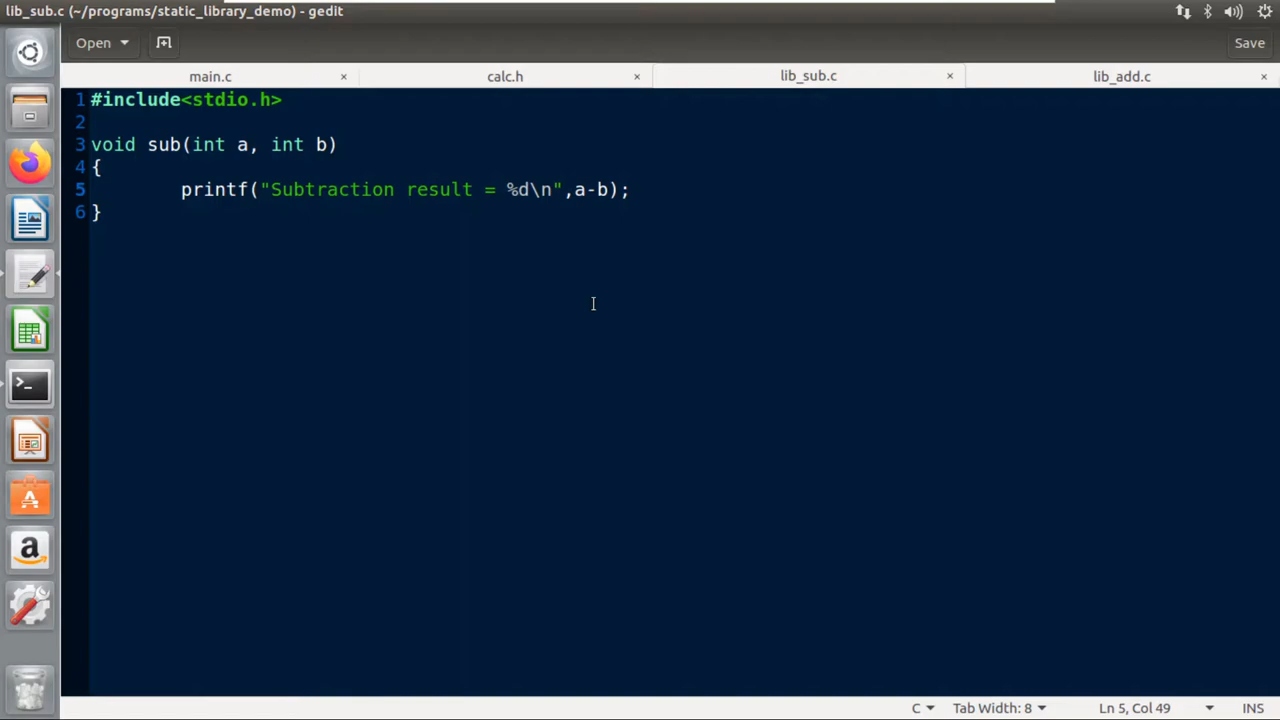 lib_sub.c (~/programs/static_library_demo) - gedit
Open
Save
main.c × calc.h × lib_sub.c × lib_add.c ×
1 #include<stdio.h>
2
3 void sub(int a, int b)
4 {
5 printf("Subtraction result = %d\n",a-b);
6 }
C Tab Width: 8 Ln 5, Col 49 INS